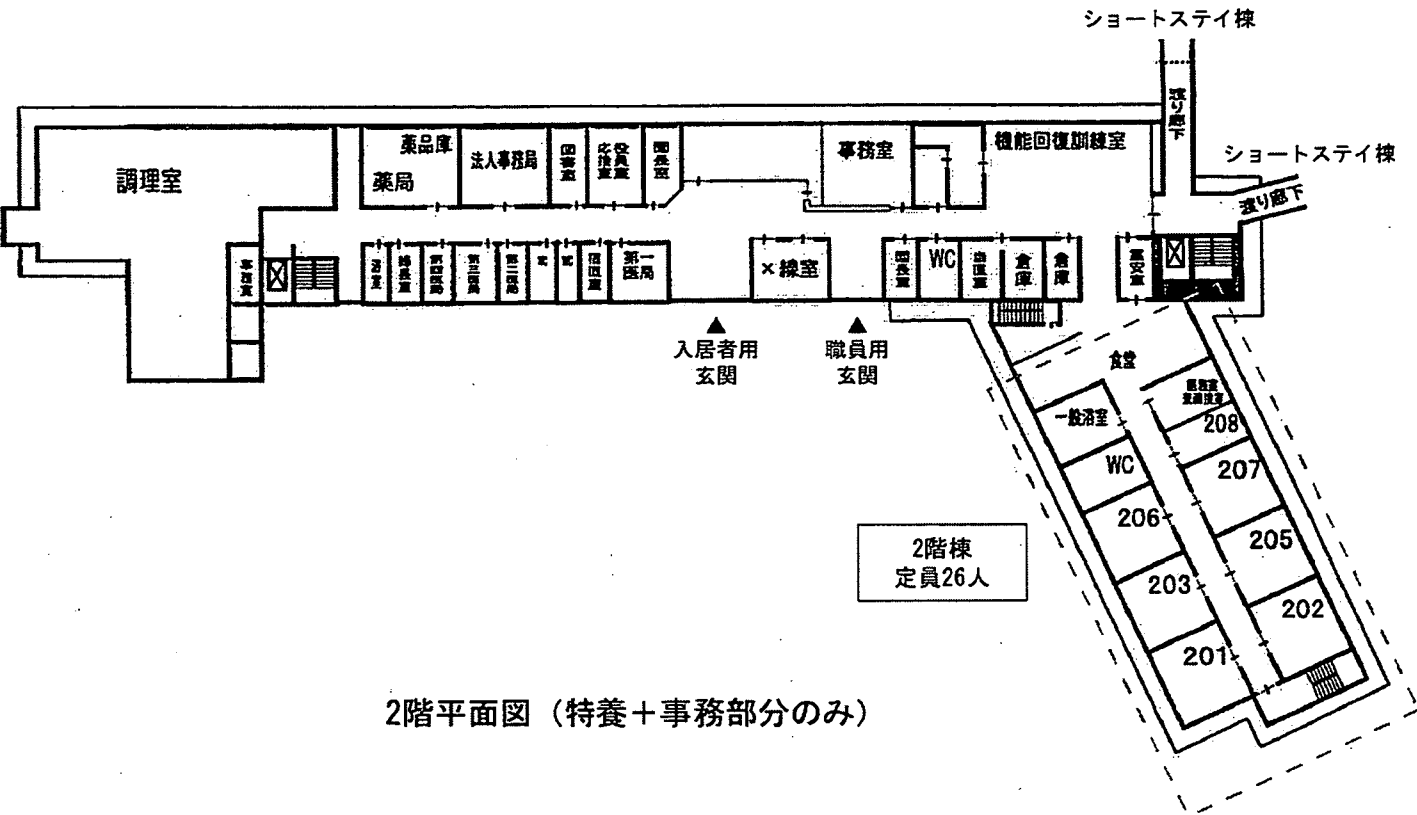 ショートステイ棟
渡り廊下
ショートステイ棟
渡り廊下
調理室
薬品庫
薬局
法人事務局
図書室
役員室
応接室
園長室
事務室
機能回復訓練室
事務室
浴室
第四医局
第三医局
第二医局
宿直室
第一
医局
×線室
WC
倉庫
倉庫
霊安室
入居者用
玄関
職員用
玄関
食堂
一般浴室
WC
206
203
201
208
207
205
202
2階棟
定員26人
2階平面図（特養＋事務部分のみ）